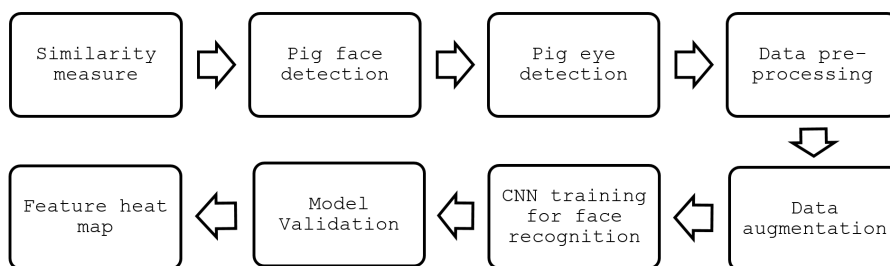 Similarity
measure
Pig face
detection
Pig eye
detection
Data pre-
processing
Data
augmentation
CNN training
for face
recognition
Model
Validation
Feature heat
map